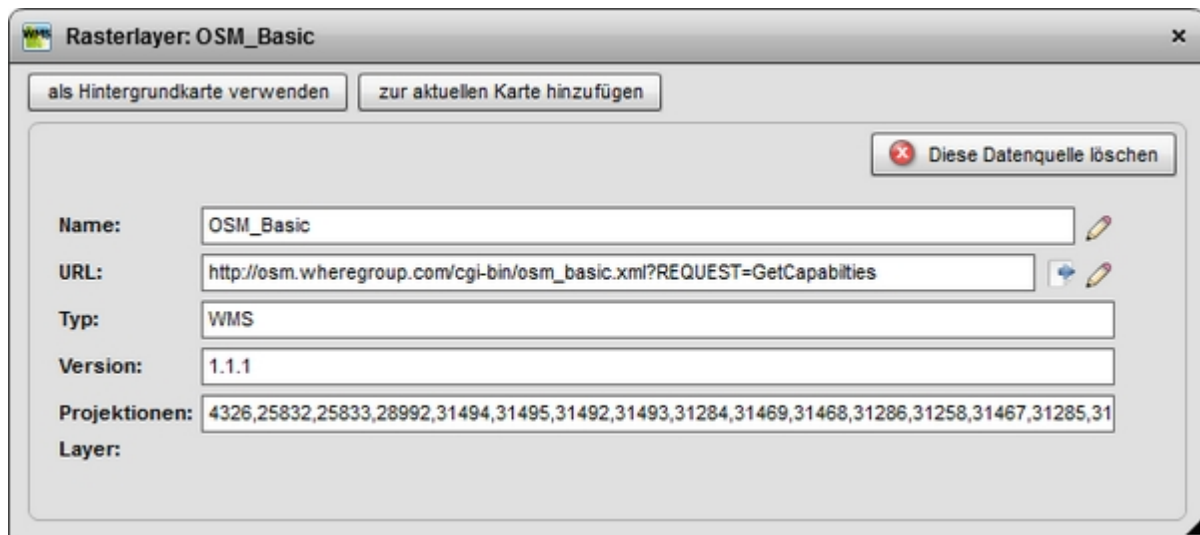 WMS Rasterlayer: OSM_Basic
als Hintergrundkarte verwenden zur aktuellen Karte hinzufügen
Diese Datenquelle löschen
Name: OSM_Basic
URL: http://osm.wheregroup.com/cgi-bin/osm_basic.xml?REQUEST=GetCapabilties
Typ: WMS
Version: 1.1.1
Projektionen: 4326,25832,25833,28992,31494,31495,31492,31493,31284,31469,31468,31286,31258,31467,31285,31
Layer: